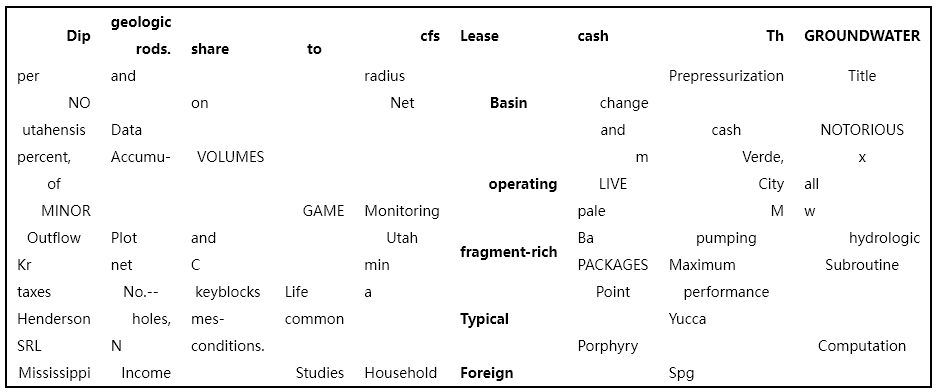 Dip geologic rods. share to cfs Lease cash Th GROUNDWATER
per and radius Prepressurization Title
NO on Net Basin change
utahensis Data and cash NOTORIOUS
percent, Accumu- VOLUMES m Verde, x
of operating LIVE City all
MINOR GAME Monitoring pale M w
Outflow Plot and Utah fragment-rich Ba pumping hydrologic
Kr net C min PACKAGES Maximum Subroutine
taxes No.-- keyblocks Life a Point performance
Henderson holes, mes- common Typical Yucca
SRL N conditions. Porphyry Computation
Mississippi Income Studies Household Foreign Spg